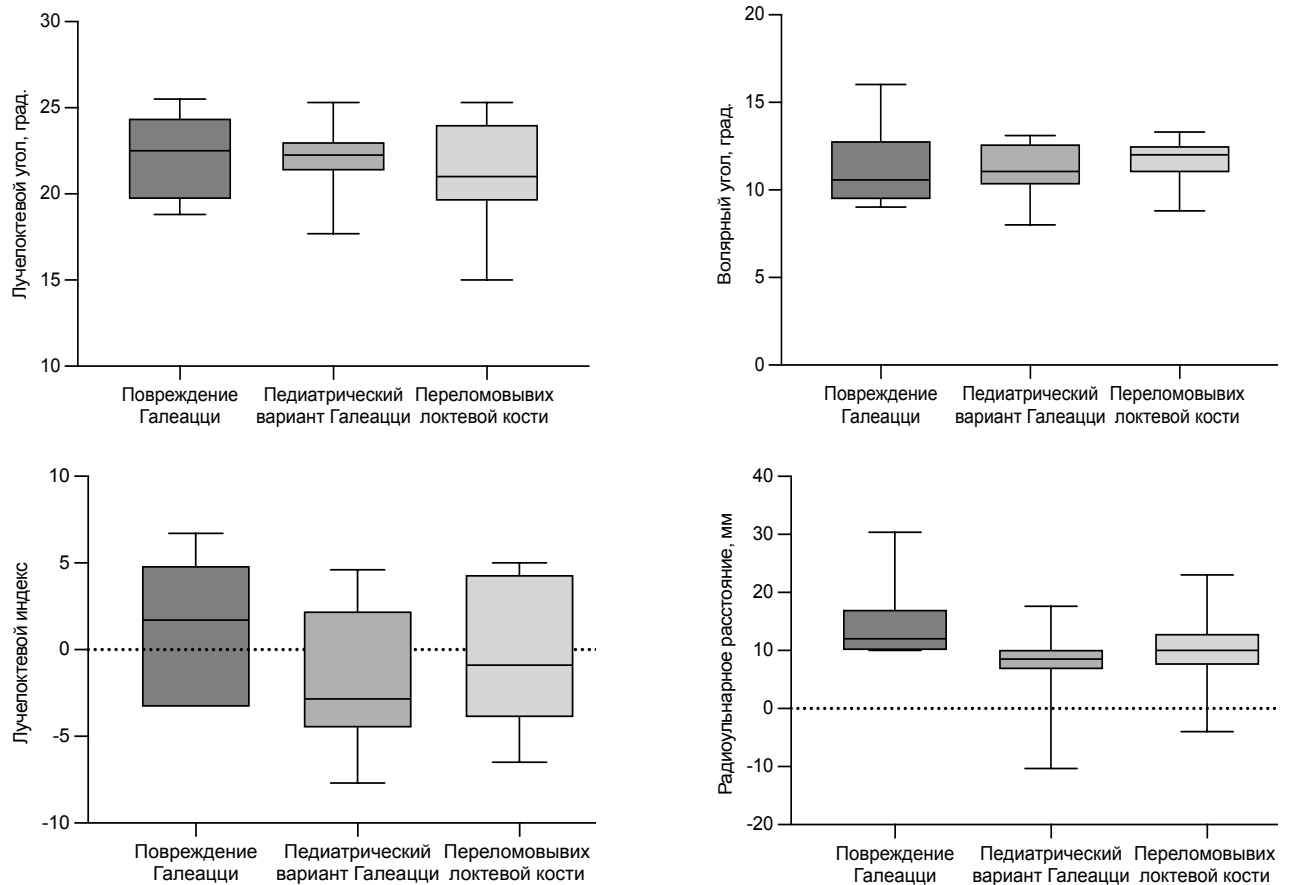 Лучелоктевой угол, град.
30
25
20
15
10
Повреждение
Галеацци
Педиатрический
вариант Галеацци
Переломовывих
локтевой кости
Волярный угол, град.
20
15
10
5
0
Повреждение
Галеацци
Педиатрический
вариант Галеацци
Переломовывих
локтевой кости
Лучелоктевой индекс
10
5
0
-5
-10
Повреждение
Галеацци
Педиатрический
вариант Галеацци
Переломовывих
локтевой кости
Радиоульнарное расстояние, мм
40
30
20
10
0
-10
-20
Повреждение
Галеацци
Педиатрический
вариант Галеацци
Переломовывих
локтевой кости